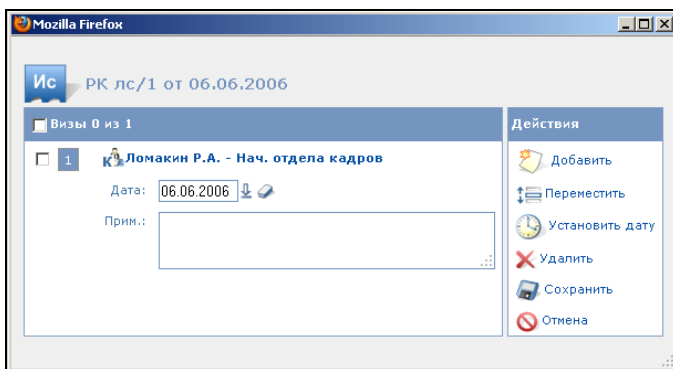 Mozilla Firefox
Ис РК лс/1 от 06.06.2006
Визы 0 из 1
Действия
1 К Ломакин Р.А. - Нач. отдела кадров
Дата: 06.06.2006
Прим.:
Добавить
Переместить
Установить дату
Удалить
Сохранить
Отмена